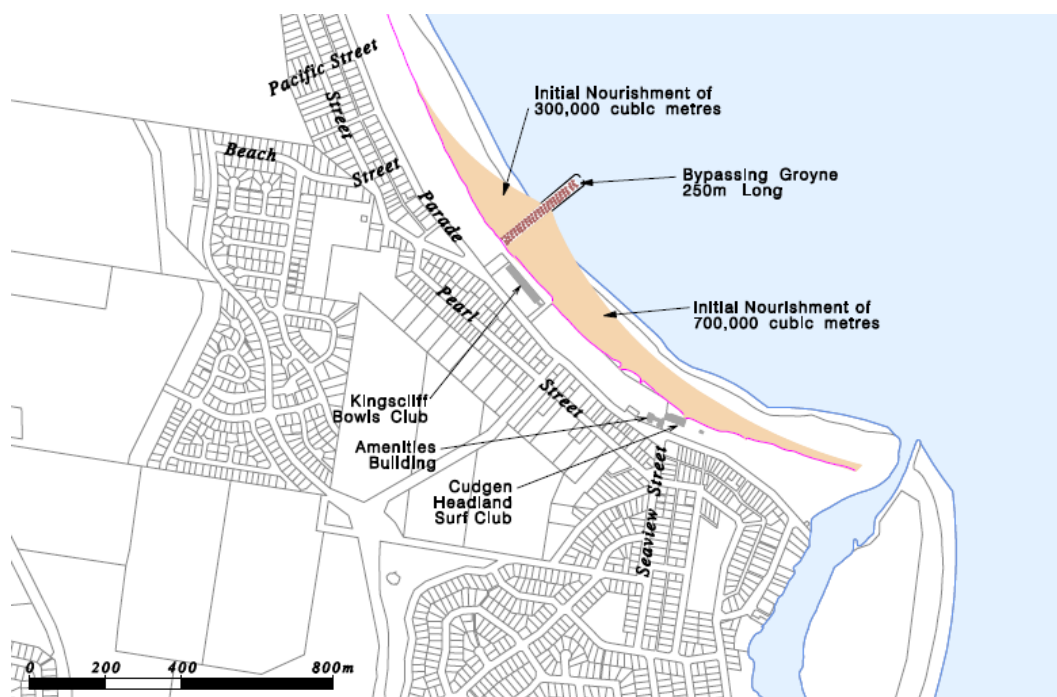 Pacific Street
Street
Beach
Street
Parade
Pearl
Street
Seaview Street
Initial Nourishment of
300,000 cubic metres
Bypassing Groyne
250m Long
Initial Nourishment of
700,000 cubic metres
Kingscliff
Bowls Club
Amenities
Building
Cudgen
Headland
Surf Club
0 200 400 800m